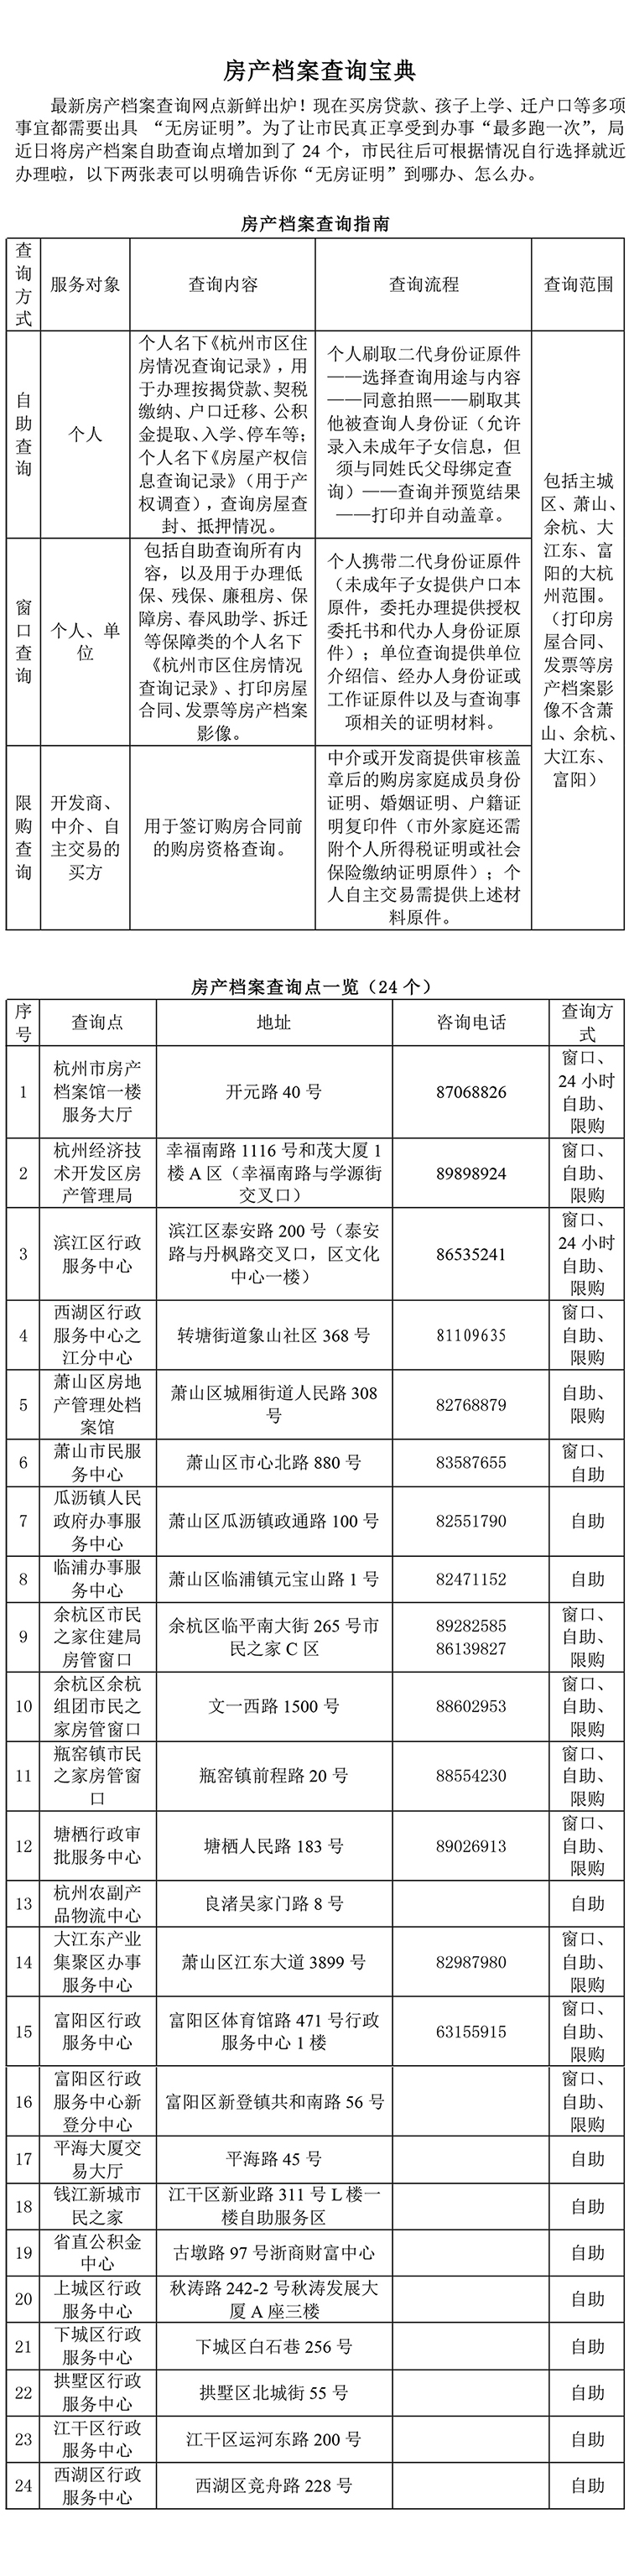 房产档案查询宝典
最新房产档案查询网点新鲜出炉！现在买房贷款、孩子上学、迁户口等多项
事宜都需要出具 “无房证明”。为了让市民真正享受到办事“最多跑一次”，局
近日将房产档案自助查询点增加到了 24 个，市民往后可根据情况自行选择就近
办理啦，以下两张表可以明确告诉你“无房证明”到哪办、怎么办。
房产档案查询指南
查
询
方
式
服务对象
查询内容
查询流程
查询范围
自
助
查
询
个人
个人名下《杭州市区住
房情况查询记录》，用
于办理按揭贷款、契税
缴纳、户口迁移、公积
金提取、入学、停车等；
个人名下《房屋产权信
息查询记录》（用于产
权调查），查询房屋查
封、抵押情况。
个人刷取二代身份证原件
——选择查询用途与内容
——同意拍照——刷取其
他被查询人身份证（允许
录入未成年子女信息，但
须与同姓氏父母绑定查
询）——查询并预览结果
——打印并自动盖章。
包括主城
区、萧山、
余杭、大
江东、富
阳的大杭
州范围。
（打印房
屋合同、
发票等房
产档案影
像不含萧
山、余杭、
大江东、
富阳）
窗
口
查
询
个人、单
位
包括自助查询所有内
容，以及用于办理低
保、残保、廉租房、保
障房、春风助学、拆迁
等保障类的个人名下
《杭州市区住房情况
查询记录》、打印房屋
合同、发票等房产档案
影像。
个人携带二代身份证原件
（未成年子女提供户口本
原件，委托办理提供授权
委托书和代办人身份证原
件）；单位查询提供单位
介绍信、经办人身份证或
工作证原件以及与查询事
项相关的证明材料。
限
购
查
询
开发商、
中介、自
主交易的
买方
用于签订购房合同前
的购房资格查询。
中介或开发商提供审核盖
章后的购房家庭成员身份
证明、婚姻证明、户籍证
明复印件（市外家庭还需
附个人所得税证明或社会
保险缴纳证明原件）；个
人自主交易需提供上述材
料原件。
房产档案查询点一览（24 个）
序
号
查询点
地址
咨询电话
查询方
式
1
杭州市房产
档案馆一楼
服务大厅
开元路 40 号
87068826
窗口、
24 小时
自助、
限购
2
杭州经济技
术开发区房
产管理局
幸福南路 1116 号和茂大厦 1
楼 A 区（幸福南路与学源街
交叉口）
89898924
窗口、
自助、
限购
3
滨江区行政
服务中心
滨江区泰安路 200 号（泰安
路与丹枫路交叉口，区文化
中心一楼）
86535241
窗口、
24 小时
自助、
限购
4
西湖区行政
服务中心之
江分中心
转塘街道象山社区 368 号
81109635
窗口、
自助、
限购
5
萧山区房地
产管理处档
案馆
萧山区城厢街道人民路 308
号
82768879
自助、
限购
6
萧山市民服
务中心
萧山区市心北路 880 号
83587655
窗口、
自助
7
瓜沥镇人民
政府办事服
务中心
萧山区瓜沥镇政通路 100 号
82551790
自助
8
临浦办事服
务中心
萧山区临浦镇元宝山路 1 号
82471152
自助
9
余杭区市民
之家住建局
房管窗口
余杭区临平南大街 265 号市
民之家 C 区
89282585
86139827
窗口、
自助、
限购
10
余杭区余杭
组团市民之
家房管窗口
文一西路 1500 号
88602953
窗口、
自助、
限购
11
瓶窑镇市民
之家房管窗
口
瓶窑镇前程路 20 号
88554230
窗口、
自助、
限购
12
塘栖行政审
批服务中心
塘栖人民路 183 号
89026913
窗口、
自助、
限购
13
杭州农副产
品物流中心
良渚吴家门路 8 号
自助
14
大江东产业
集聚区办事
服务中心
萧山区江东大道 3899 号
82987980
窗口、
自助、
限购
15
富阳区行政
服务中心
富阳区体育馆路 471 号行政
服务中心 1 楼
63155915
窗口、
自助、
限购
16
富阳区行政
服务中心新
登分中心
富阳区新登镇共和南路 56 号
窗口、
自助、
限购
17
平海大厦交
易大厅
平海路 45 号
自助
18
钱江新城市
民之家
江干区新业路 311 号 L 楼一
楼自助服务区
自助
19
省直公积金
中心
古墩路 97 号浙商财富中心
自助
20
上城区行政
服务中心
秋涛路 242-2 号秋涛发展大
厦 A 座三楼
自助
21
下城区行政
服务中心
下城区白石巷 256 号
自助
22
拱墅区行政
服务中心
拱墅区北城街 55 号
自助
23
江干区行政
服务中心
江干区运河东路 200 号
自助
24
西湖区行政
服务中心
西湖区竞舟路 228 号
自助